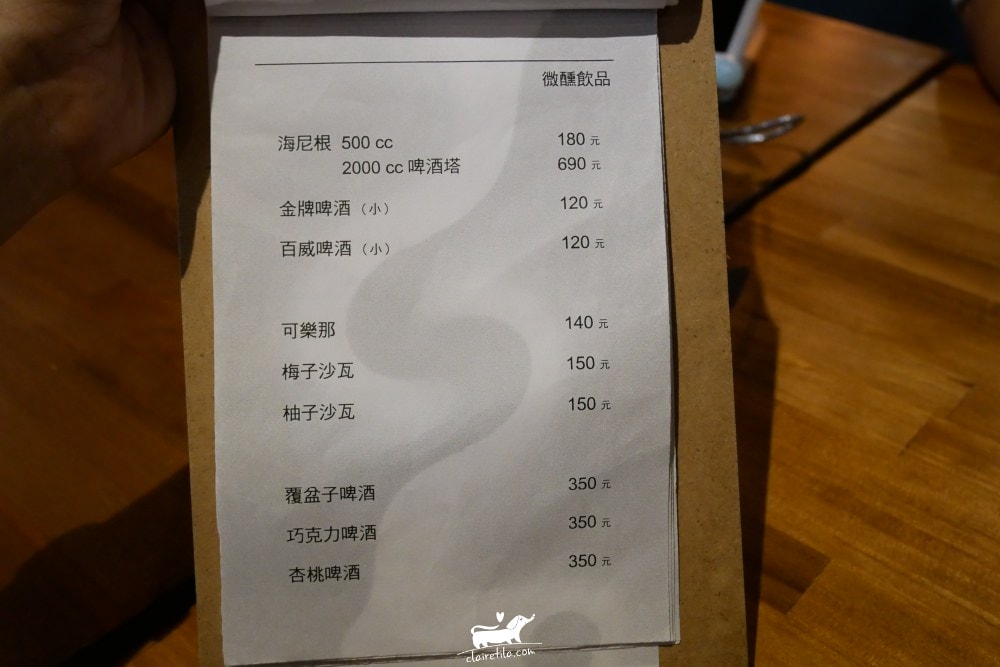 微醺飲品
海尼根 500 cc 180 元
2000 cc 啤酒塔 690 元
金牌啤酒（小） 120 元
百威啤酒（小） 120 元
可樂那 140 元
梅子沙瓦 150 元
柚子沙瓦 150 元
覆盆子啤酒 350 元
巧克力啤酒 350 元
杏桃啤酒 350 元
clairetila.com